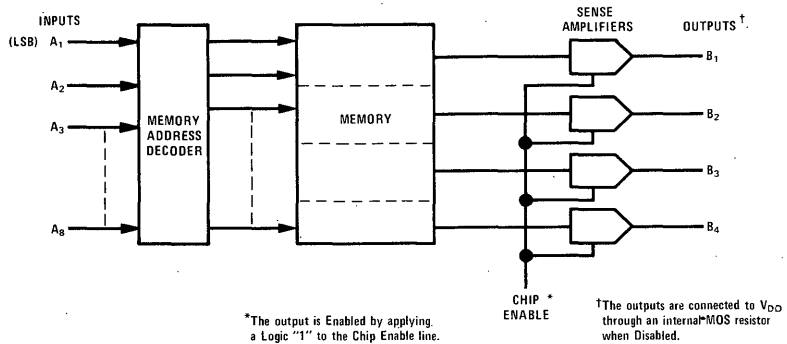 INPUTS
(LSB) A1
A2
A3
A8
MEMORY
ADDRESS
DECODER
MEMORY
SENSE
AMPLIFIERS
OUTPUTS †
B1
B2
B3
B4
CHIP *
ENABLE
*The output is Enabled by applying
a Logic "1" to the Chip Enable line.
†The outputs are connected to VDD
through an internal MOS resistor
when Disabled.